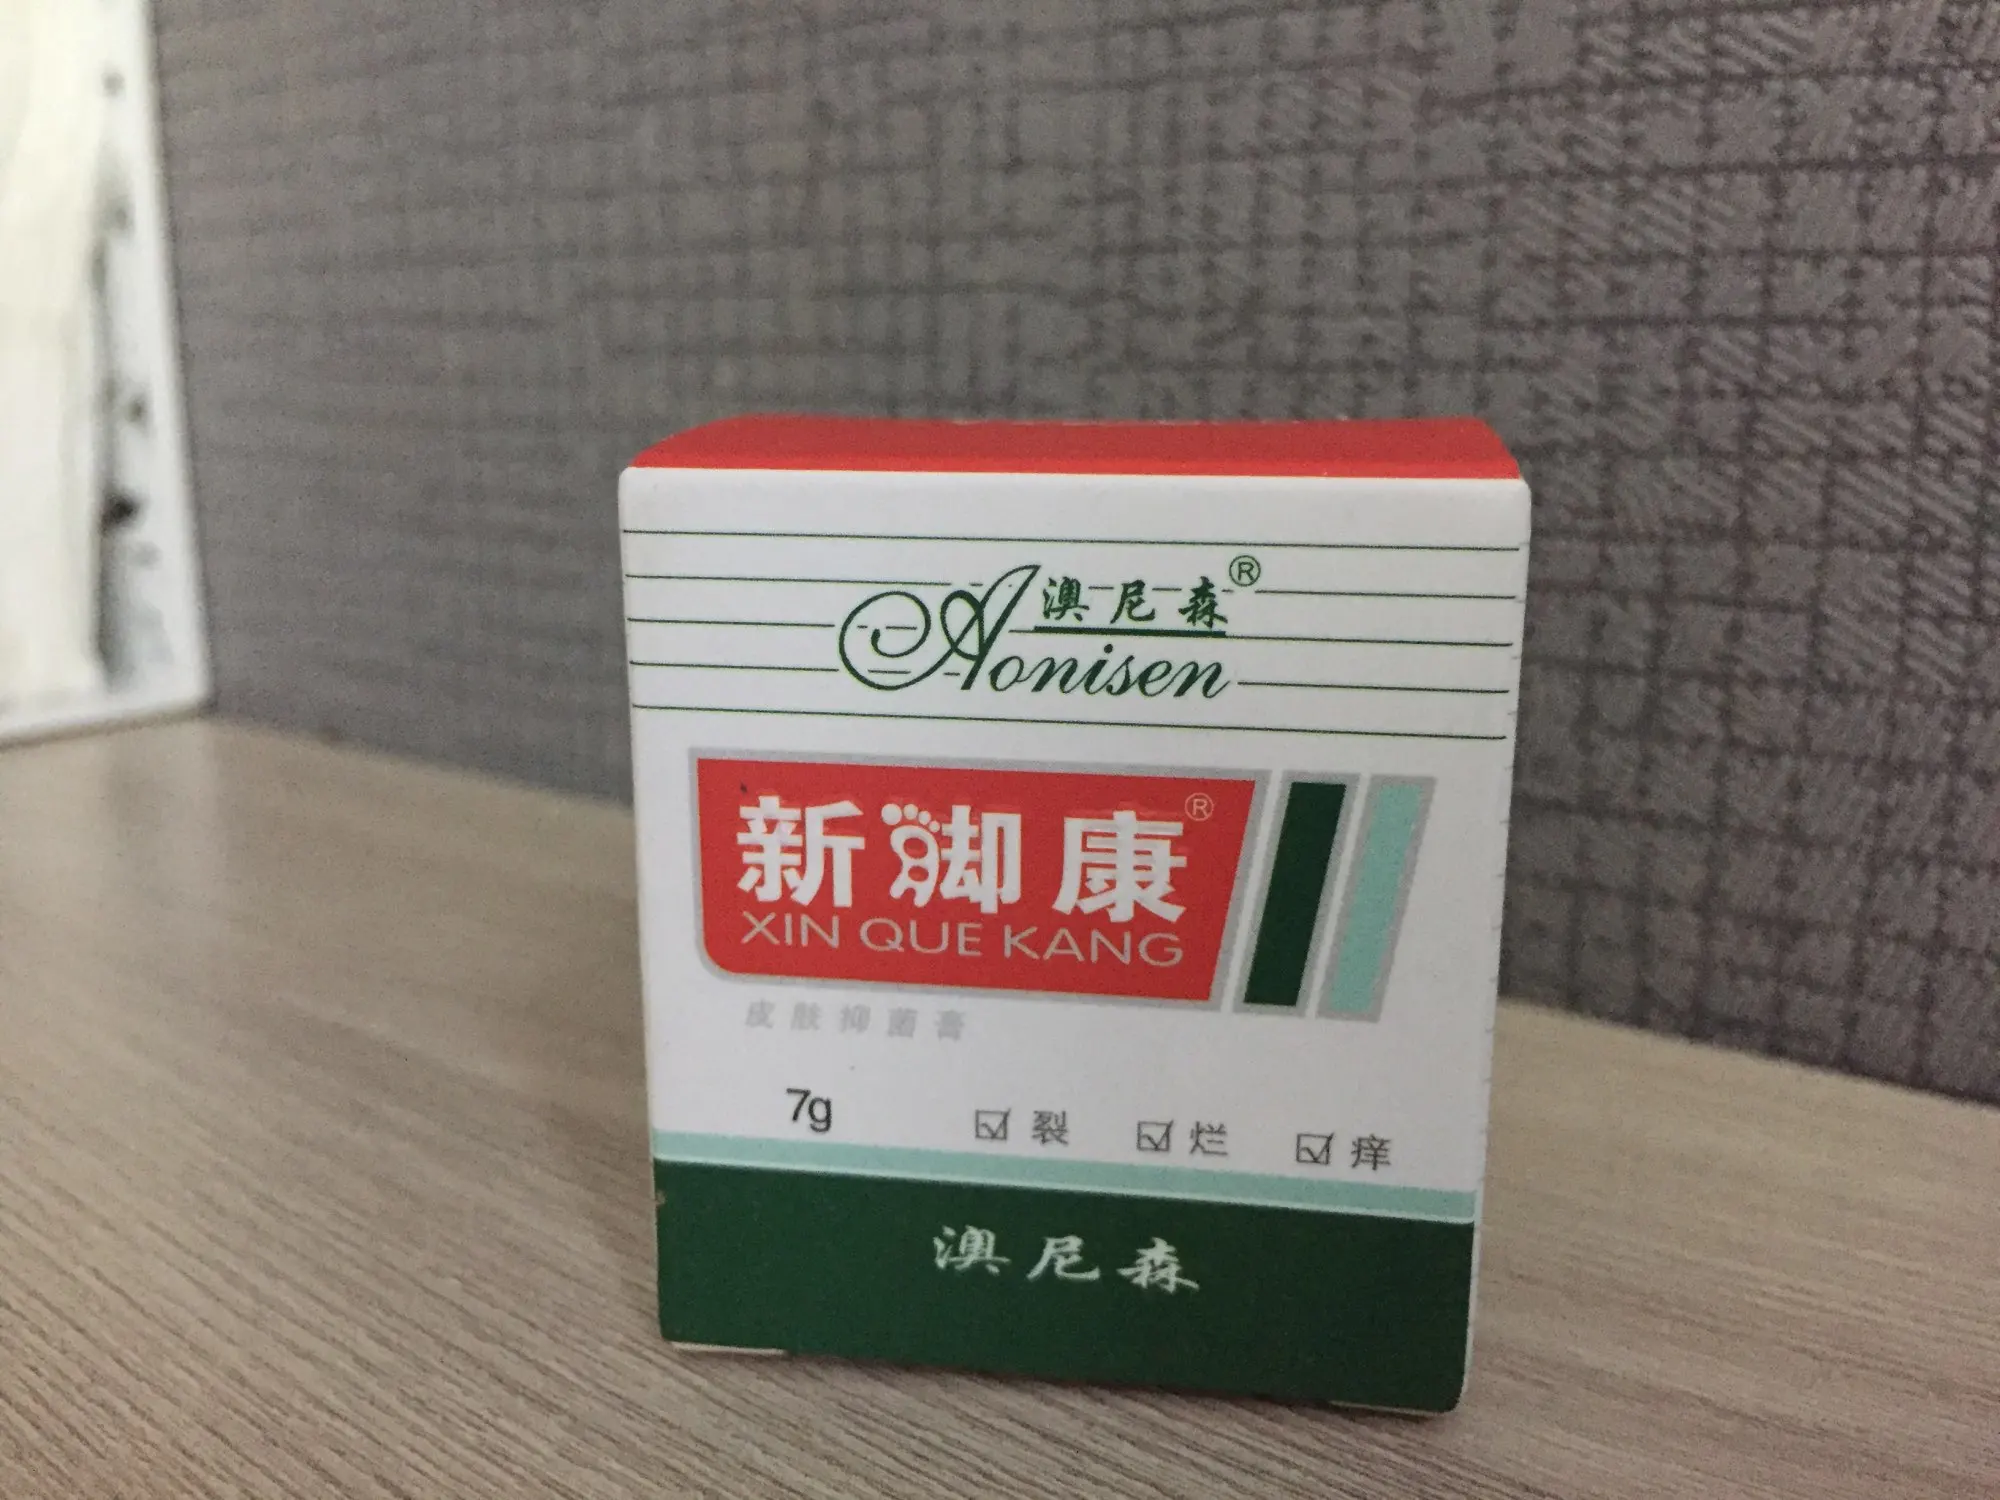 澳尼森®
Aonisen
新脚康®
XIN QUE KANG
皮肤抑菌膏
7g ☑ 裂 ☑ 烂 ☑ 痒
澳尼森